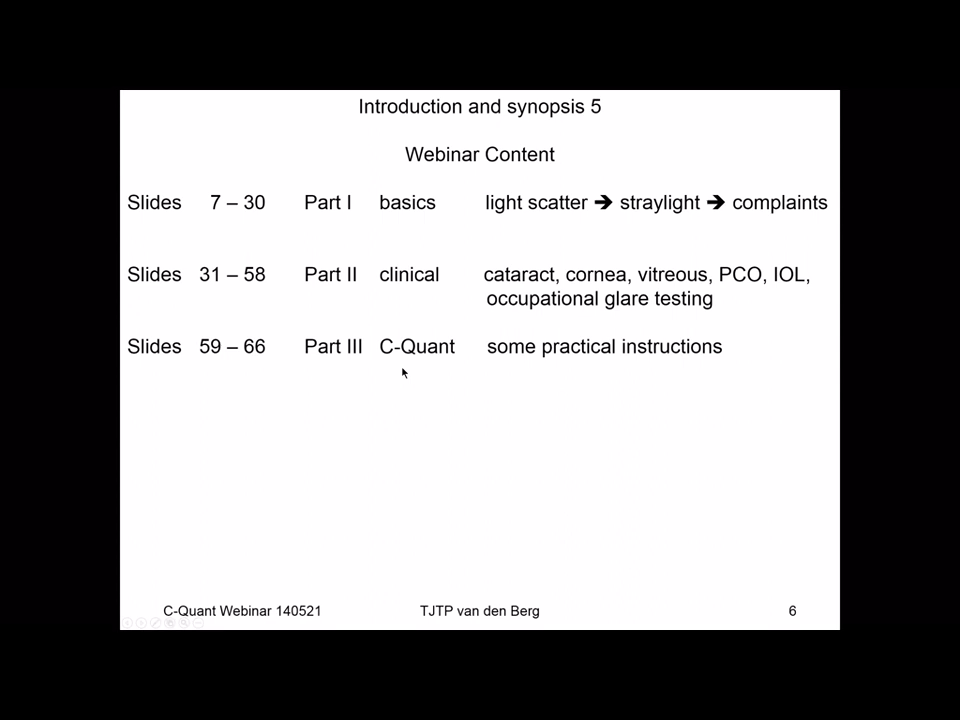 Introduction and synopsis 5
Webinar Content
Slides 7 – 30 Part I basics light scatter ➔ straylight ➔ complaints
Slides 31 – 58 Part II clinical cataract, cornea, vitreous, PCO, IOL,
occupational glare testing
Slides 59 – 66 Part III C-Quant some practical instructions
C-Quant Webinar 140521 TJTP van den Berg 6